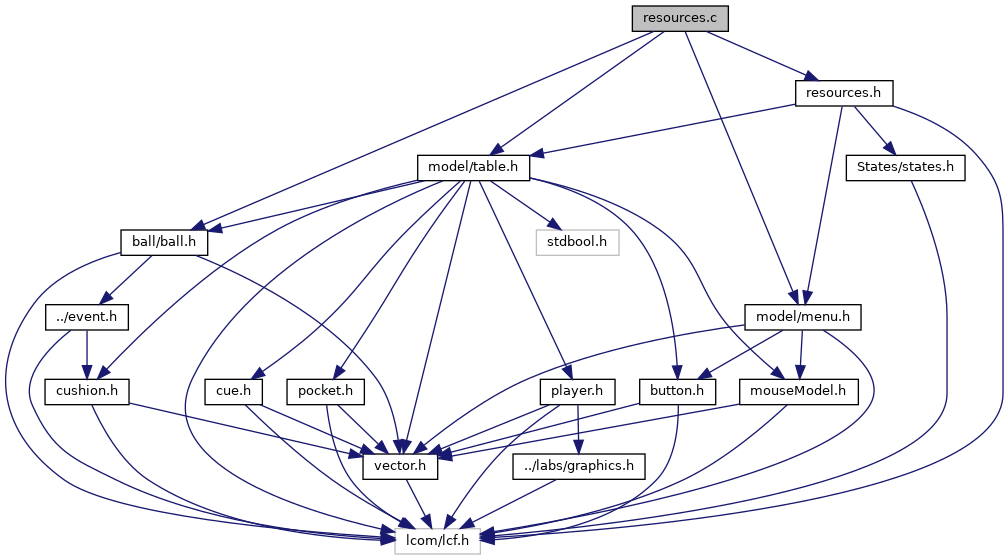 resources.c
resources.h
model/table.h
States/states.h
ball/ball.h
stdbool.h
../event.h
model/menu.h
cushion.h
cue.h
pocket.h
player.h
button.h
mouseModel.h
vector.h
../labs/graphics.h
lcom/lcf.h